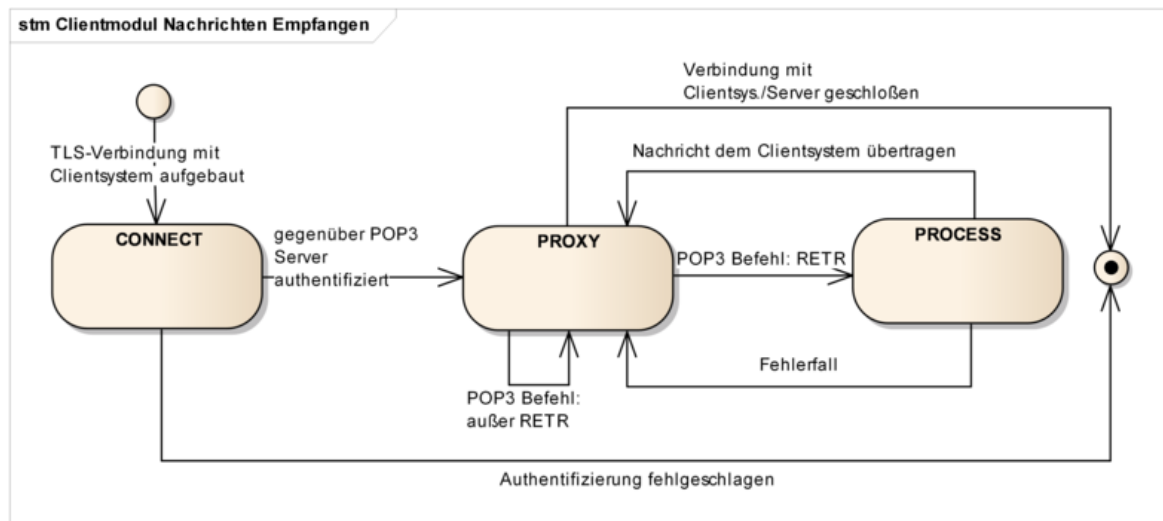 stm Clientmodul Nachrichten Empfangen
Verbindung mit
Clientsys./Server geschloßen
TLS-Verbindung mit
Clientsystem aufgebaut
Nachricht dem Clientsystem übertragen
CONNECT
gegenüber POP3
Server
authentifiziert
PROXY
POP3 Befehl: RETR
PROCESS
Fehlerfall
POP3 Befehl:
außer RETR
Authentifizierung fehlgeschlagen